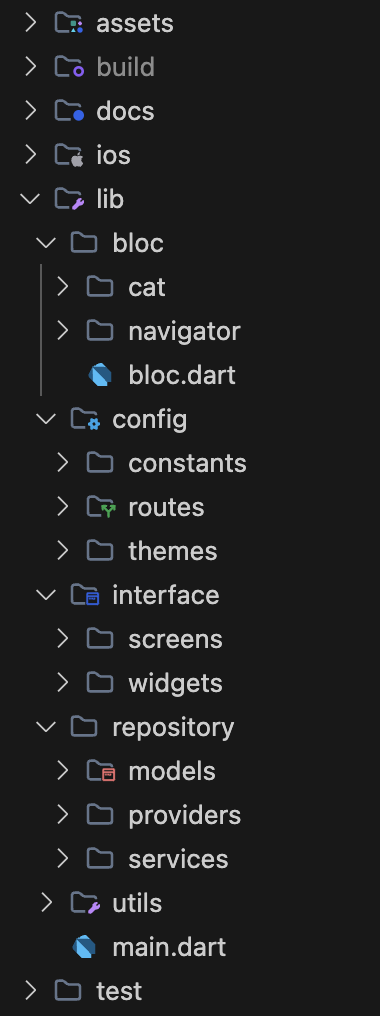 assets
build
docs
ios
lib
bloc
cat
navigator
bloc.dart
config
constants
routes
themes
interface
screens
widgets
repository
models
providers
services
utils
main.dart
test